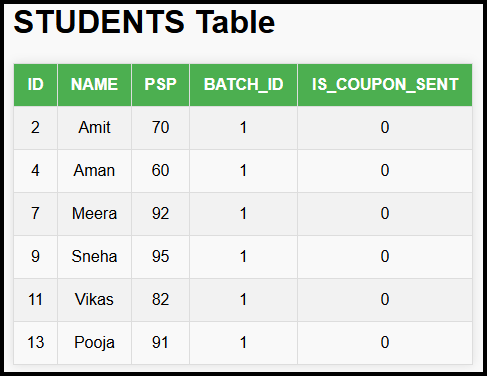 STUDENTS Table
ID NAME PSP BATCH_ID IS_COUPON_SENT
2 Amit 70 1 0
4 Aman 60 1 0
7 Meera 92 1 0
9 Sneha 95 1 0
11 Vikas 82 1 0
13 Pooja 91 1 0